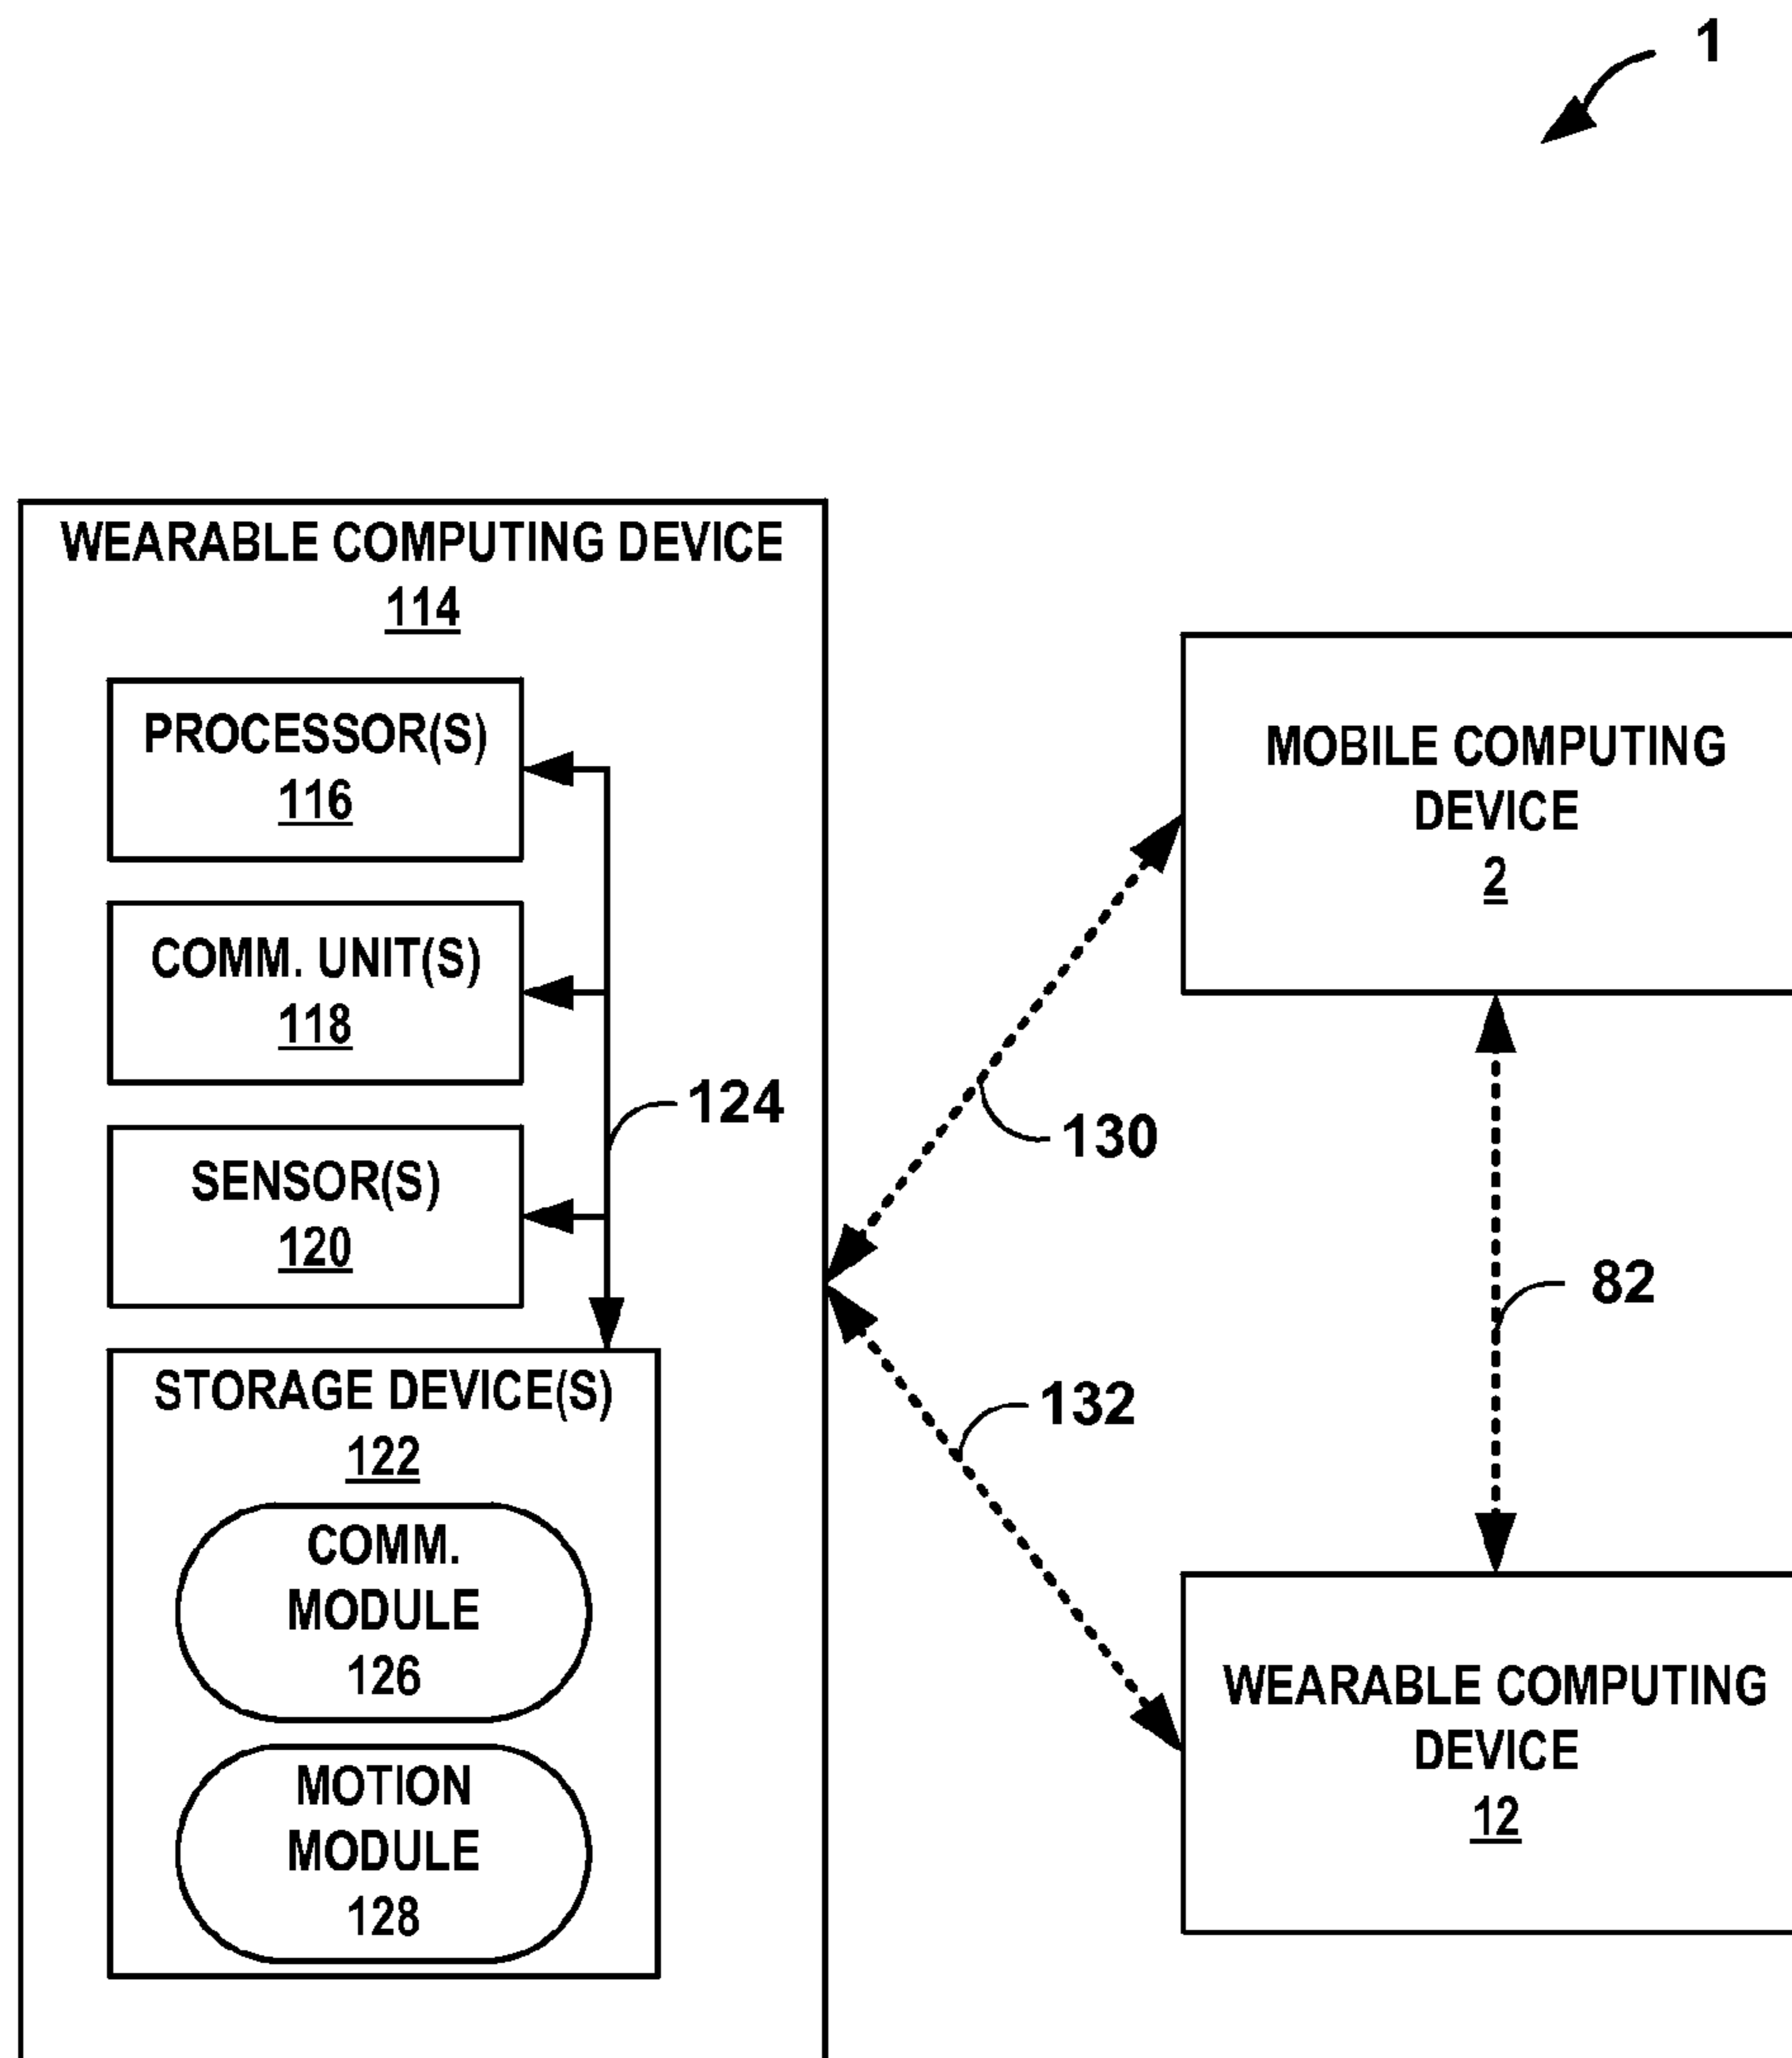 1
WEARABLE COMPUTING DEVICE
114
PROCESSOR(S)
116
COMM. UNIT(S)
118
SENSOR(S)
120
124
STORAGE DEVICE(S)
122
COMM.
MODULE
126
MOTION
MODULE
128
MOBILE COMPUTING
DEVICE
2
130
82
132
WEARABLE COMPUTING
DEVICE
12